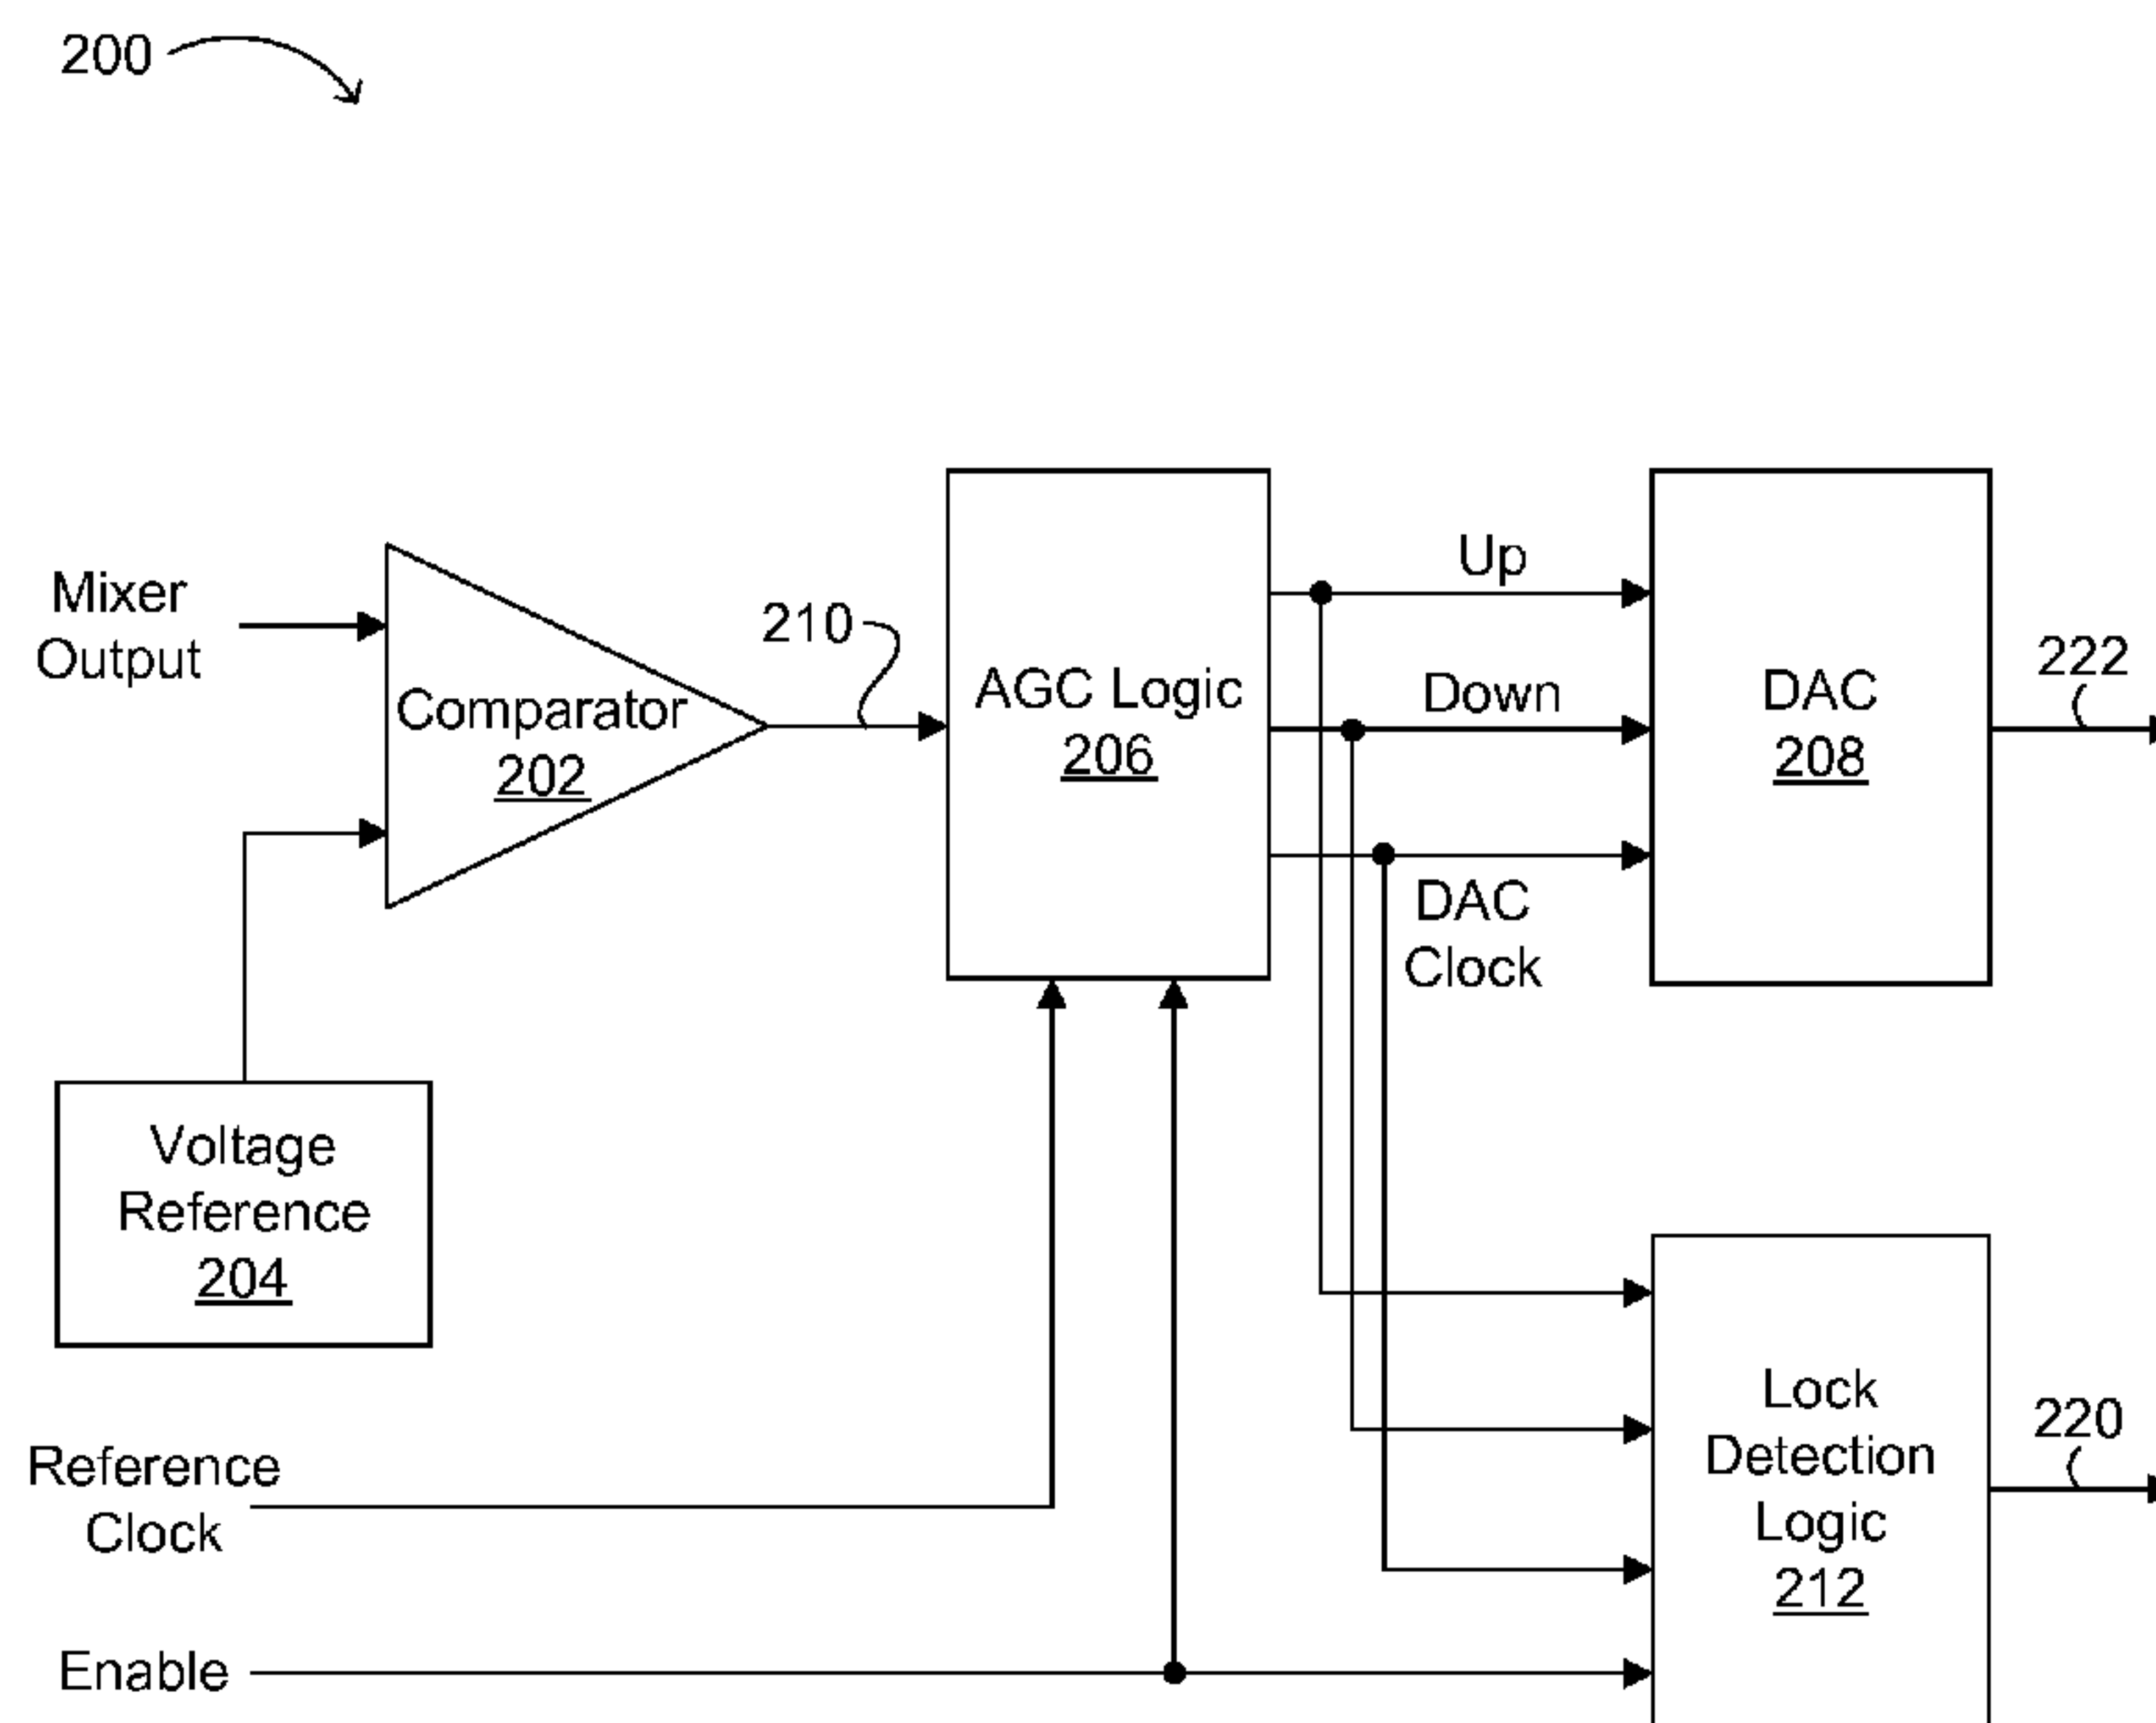 200
Mixer
Output
Comparator
202
210
AGC Logic
206
Up
Down
DAC
Clock
DAC
208
222
Voltage
Reference
204
Reference
Clock
Enable
Lock
Detection
Logic
212
220